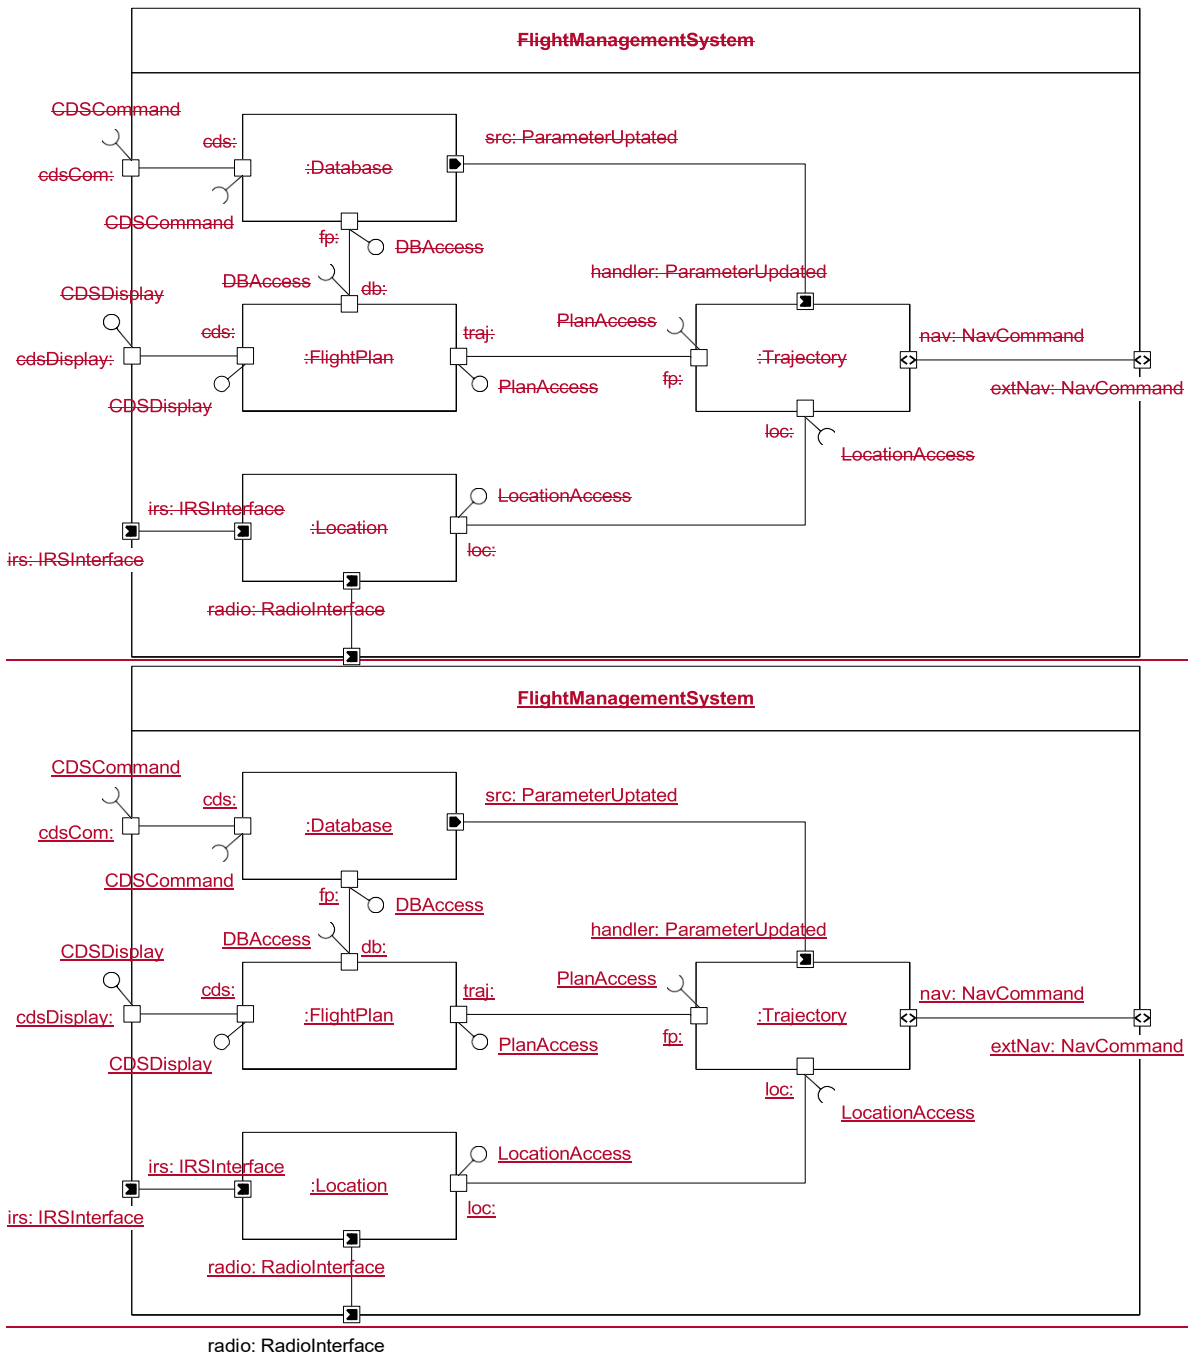 FlightManagementSystem
CDSCommand
cds:
src: ParameterUptated
:Database
cdsCom:
CDSCommand
fp:
DBAccess
handler: ParameterUpdated
DBAccess
db:
CDSDisplay
PlanAccess
cds:
traj:
nav: NavCommand
cdsDisplay:
:FlightPlan
:Trajectory
fp:
PlanAccess
extNav: NavCommand
CDSDisplay
loc:
LocationAccess
LocationAccess
irs: IRSInterface
:Location
loc:
irs: IRSInterface
radio: RadioInterface
FlightManagementSystem
CDSCommand
cds:
src: ParameterUptated
:Database
cdsCom:
CDSCommand
fp:
DBAccess
handler: ParameterUpdated
DBAccess
db:
CDSDisplay
PlanAccess
cds:
traj:
nav: NavCommand
cdsDisplay:
:FlightPlan
:Trajectory
fp:
PlanAccess
extNav: NavCommand
CDSDisplay
loc:
LocationAccess
LocationAccess
irs: IRSInterface
:Location
loc:
irs: IRSInterface
radio: RadioInterface
radio: RadioInterface